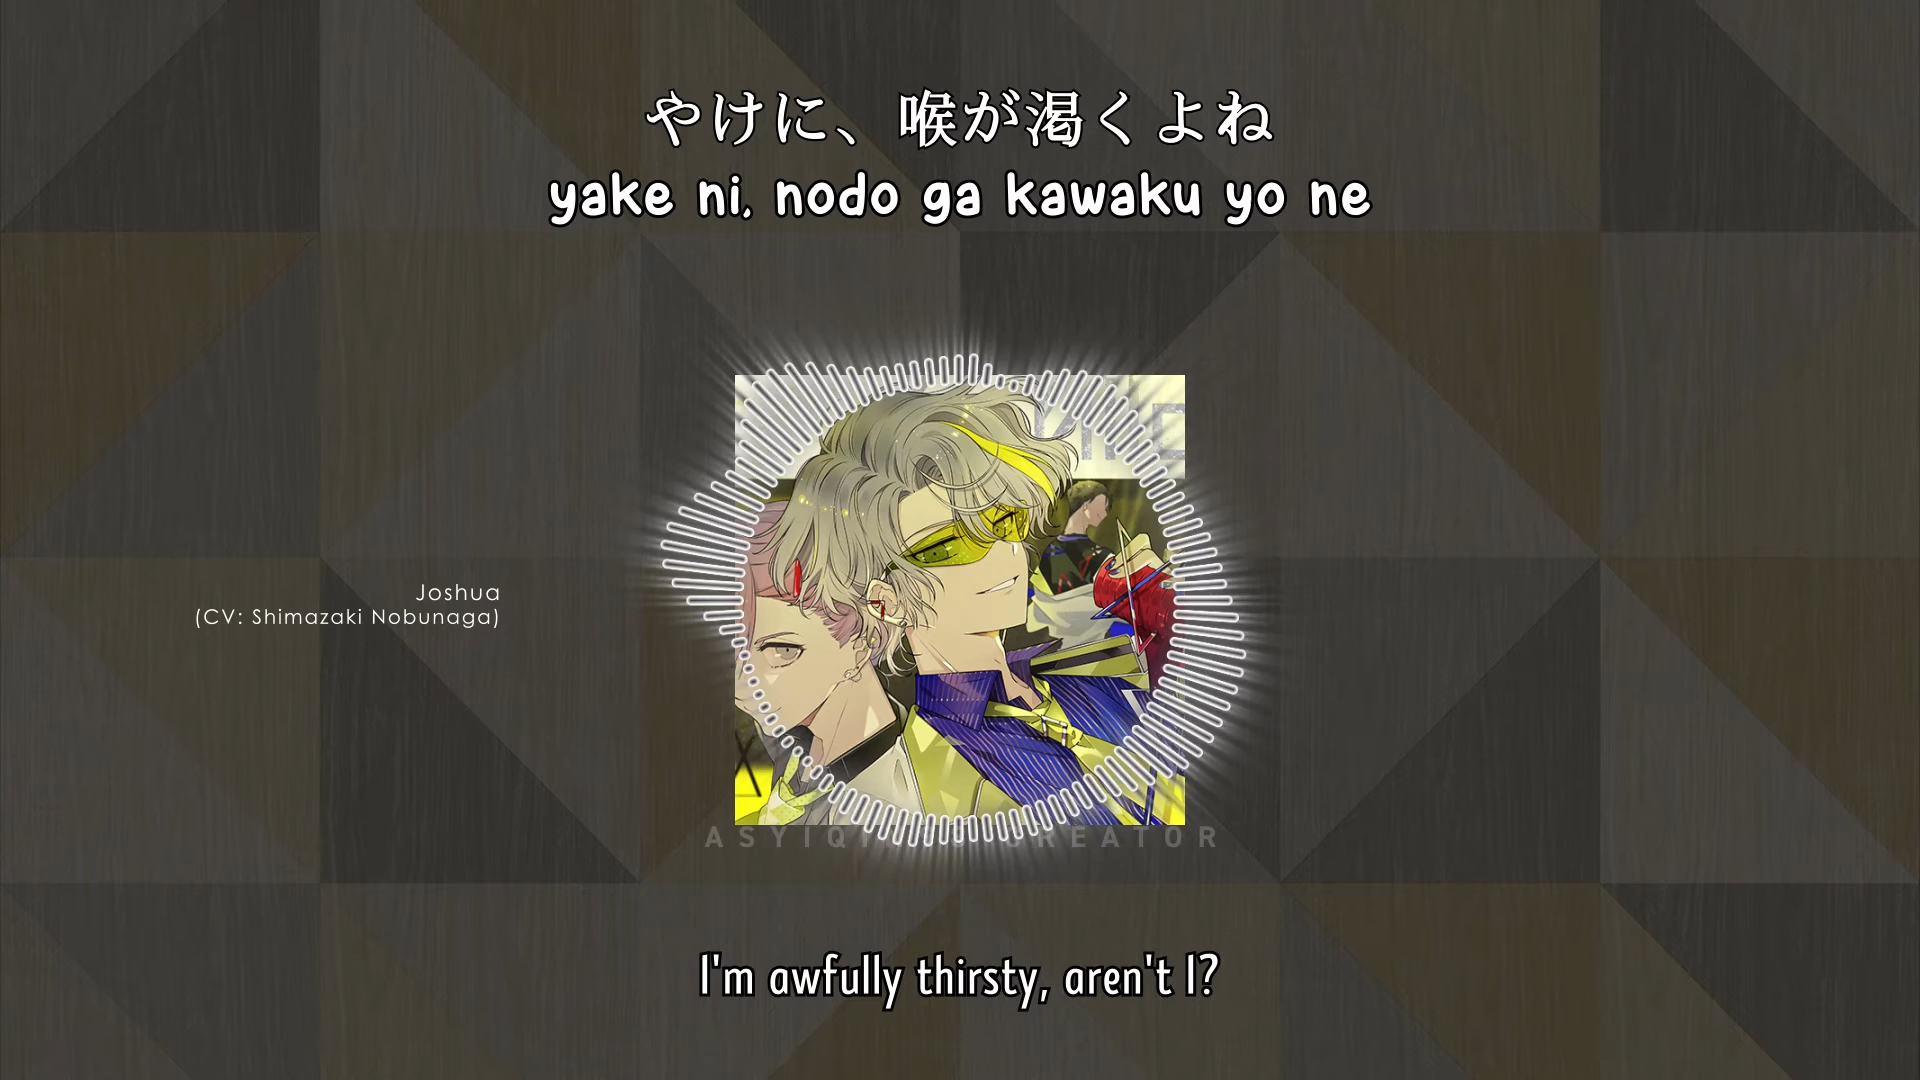 やけに、喉が渇くよね
yake ni, nodo ga kawaku yo ne
Joshua
(CV: Shimazaki Nobunaga)
I'm awfully thirsty, aren't I?